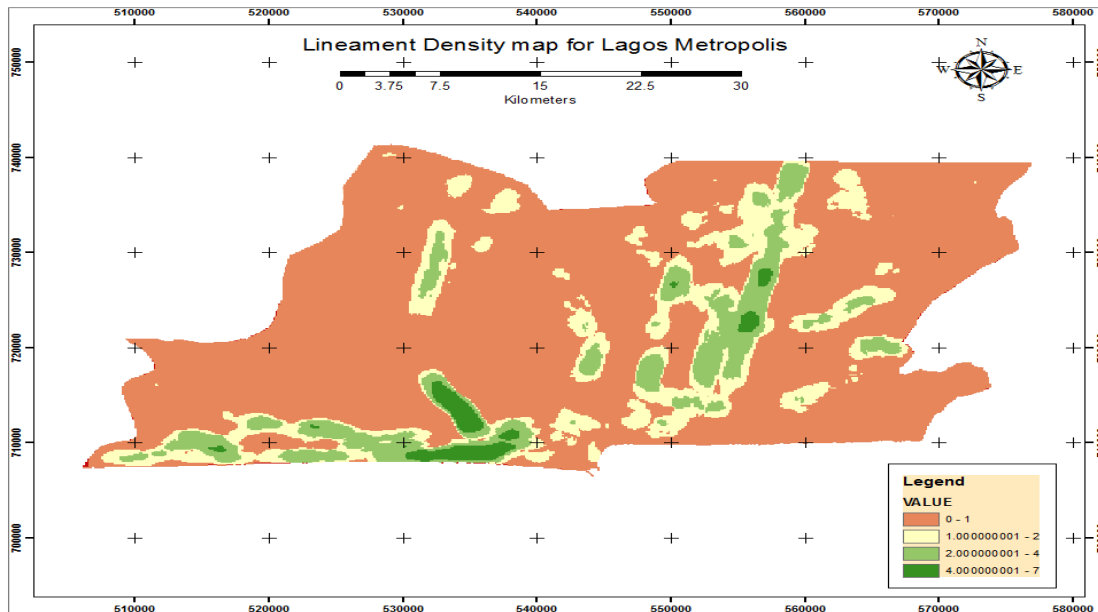 510000 520000 530000 540000 550000 560000 570000 580000
Lineament Density map for Lagos Metropolis
N
W E
S
0 3.75 7.5 15 22.5 30
Kilometers
750000
740000
730000
720000
710000
700000
Legend
VALUE
0 - 1
1.000000001 - 2
2.000000001 - 4
4.000000001 - 7
510000 520000 530000 540000 550000 560000 570000 580000